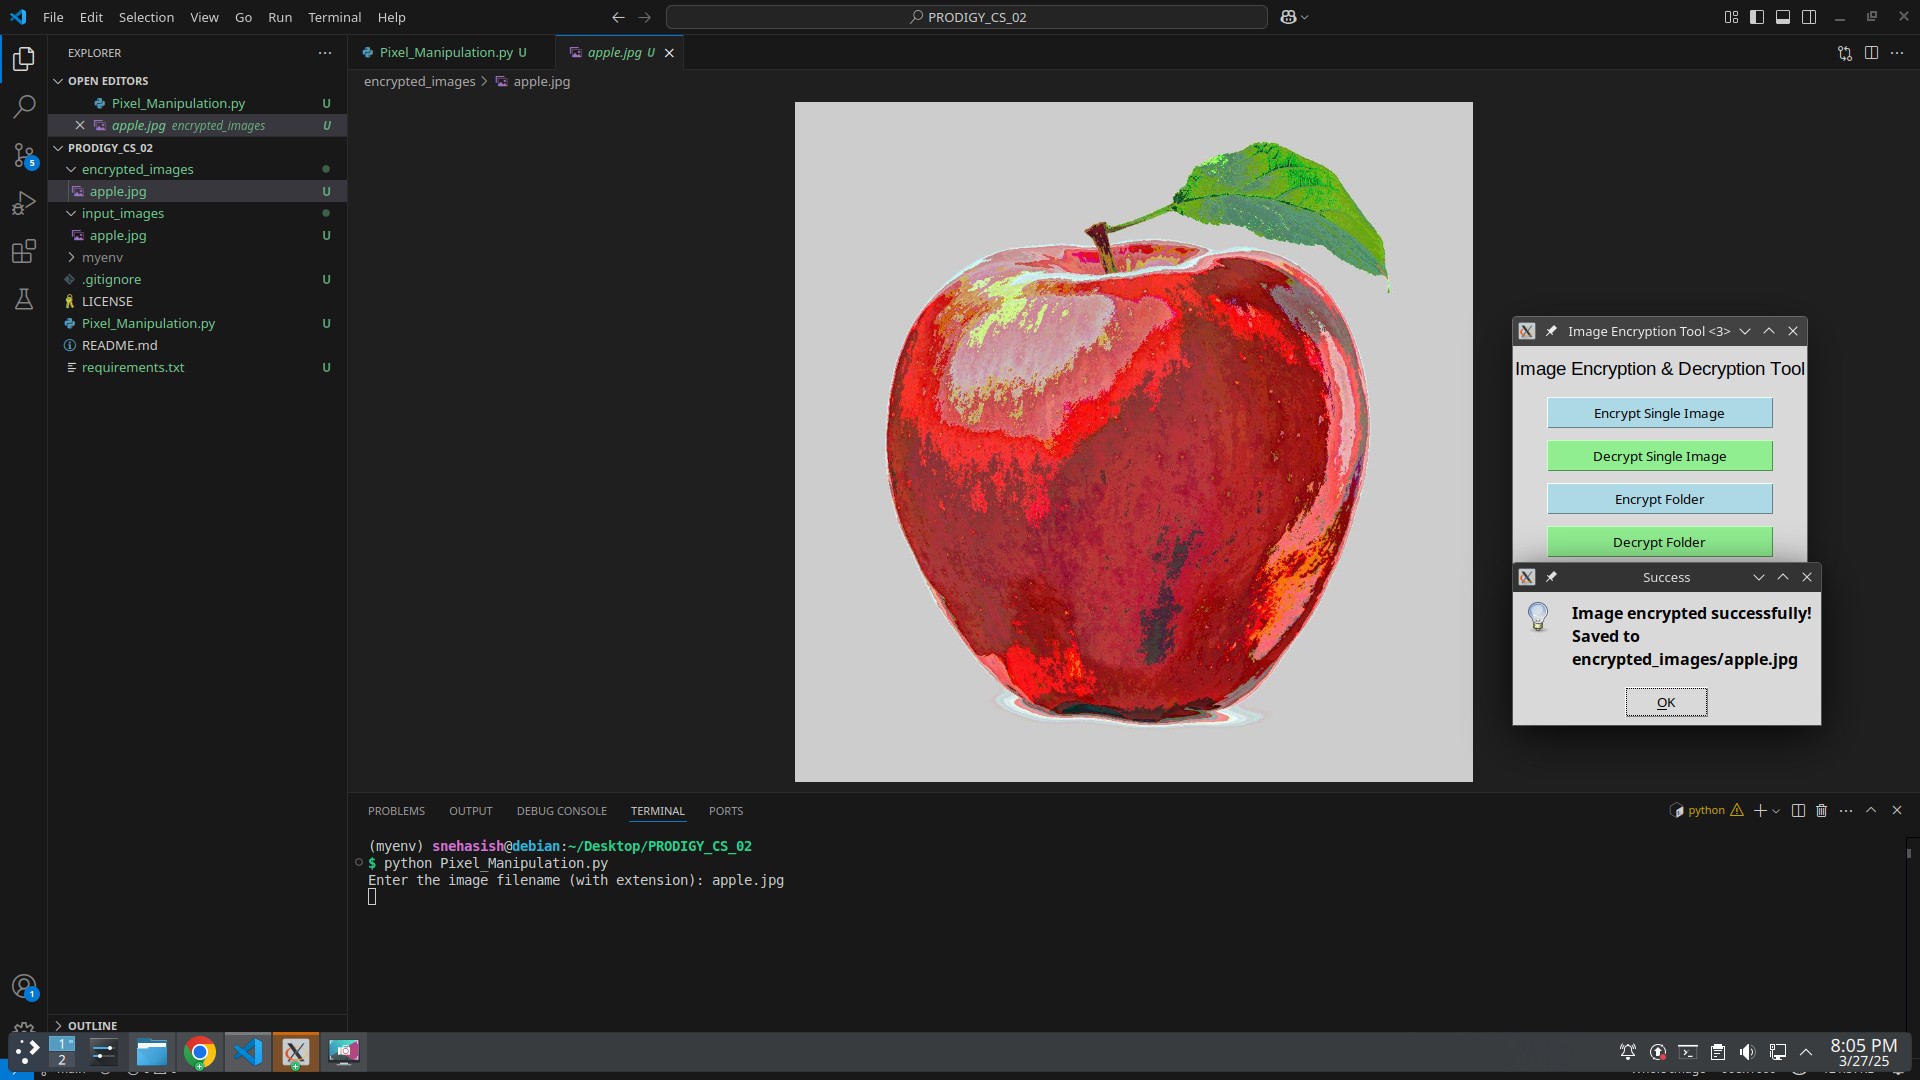 File Edit Selection View Go Run Terminal Help
PRODIGY_CS_02
EXPLORER
OPEN EDITORS
Pixel_Manipulation.py U
apple.jpg encrypted_images U
PRODIGY_CS_02
encrypted_images
apple.jpg U
input_images
apple.jpg U
myenv
.gitignore U
LICENSE
Pixel_Manipulation.py U
README.md
requirements.txt U
OUTLINE
5
1
Pixel_Manipulation.py U
apple.jpg U
encrypted_images > apple.jpg
Image Encryption Tool <3>
Image Encryption & Decryption Tool
Encrypt Single Image
Decrypt Single Image
Encrypt Folder
Decrypt Folder
Success
Image encrypted successfully!
Saved to
encrypted_images/apple.jpg
OK
PROBLEMS OUTPUT DEBUG CONSOLE TERMINAL PORTS
python
(myenv) snehasish@debian:~/Desktop/PRODIGY_CS_02
$ python Pixel_Manipulation.py
Enter the image filename (with extension): apple.jpg
1
2
8:05 PM
3/27/25